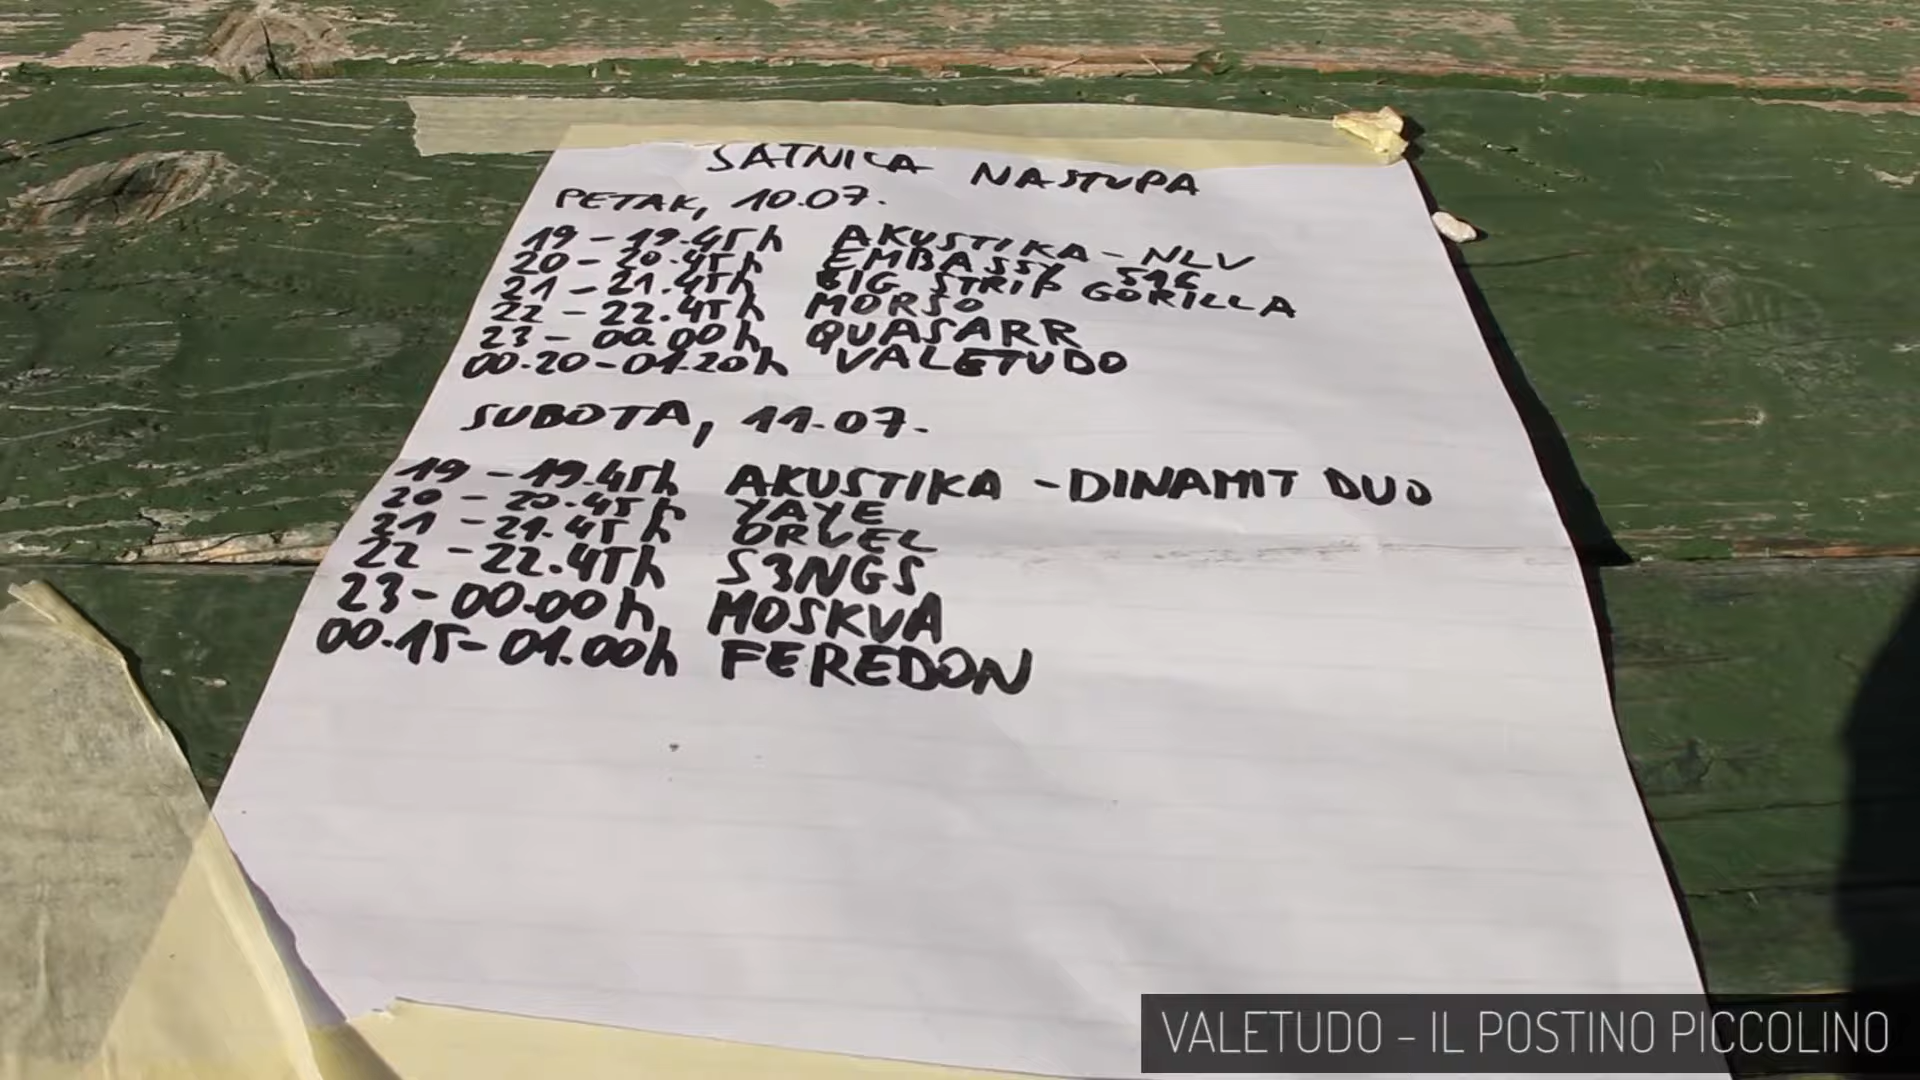 SATNICA NASTUPA
PETAK, 10.07.
19 - 19.45h AKUSTIKA - NLV
20 - 20.45h EMBASSY 516
21 - 21.45h BIG STRIP GORILLA
22 - 22.45h MORSO
23 - 00.00h QUASARR
00.20 - 01.20h VALETUDO
SUBOTA, 11.07.
19 - 19.45h AKUSTIKA - DINAMIT DUO
20 - 20.45h YAYE
21 - 21.45h ORVEL
22 - 22.45h S3NGS
23 - 00.00h MOSKVA
00.15 - 01.00h FEREDON
VALETUDO - IL POSTINO PICCOLINO